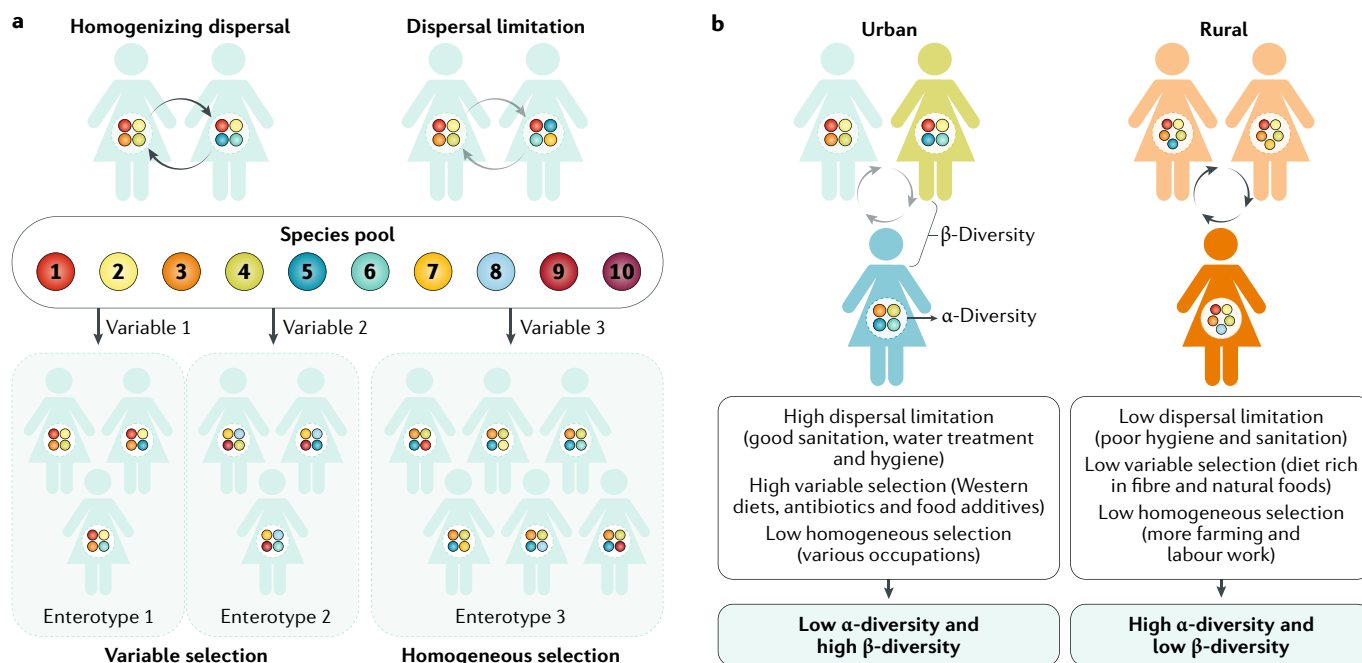 a
Homogenizing dispersal
Dispersal limitation
Species pool
1 2 3 4 5 6 7 8 9 10
Variable 1
Variable 2
Variable 3
Enterotype 1
Enterotype 2
Enterotype 3
Variable selection
Homogeneous selection
b
Urban
Rural
β-Diversity
α-Diversity
High dispersal limitation
(good sanitation, water treatment
and hygiene)
High variable selection (Western
diets, antibiotics and food additives)
Low homogeneous selection
(various occupations)
Low α-diversity and
high β-diversity
Low dispersal limitation
(poor hygiene and sanitation)
Low variable selection (diet rich
in fibre and natural foods)
Low homogeneous selection
(more farming and
labour work)
High α-diversity and
low β-diversity